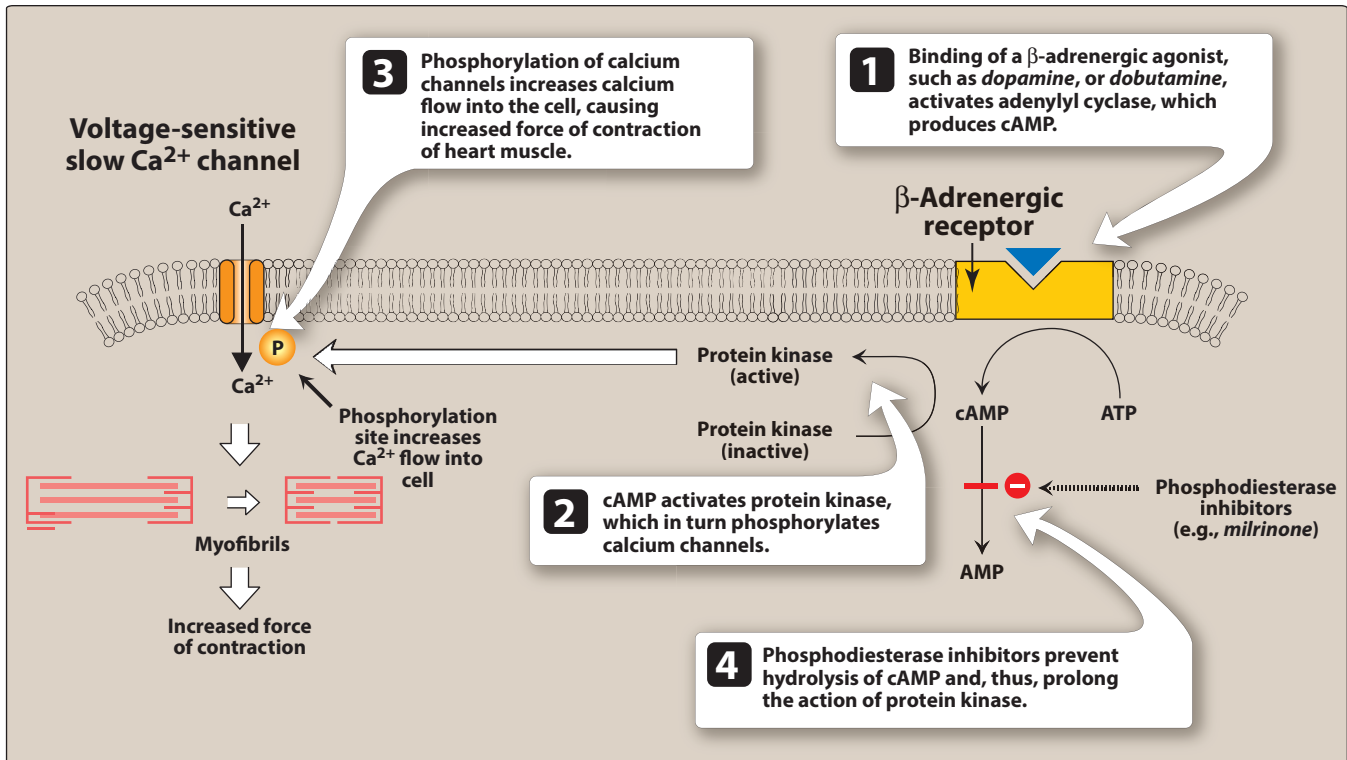 3
Phosphorylation of calcium
channels increases calcium
flow into the cell, causing
increased force of contraction
of heart muscle.
1
Binding of a β-adrenergic agonist,
such as dopamine, or dobutamine,
activates adenylyl cyclase, which
produces cAMP.
Voltage-sensitive
slow Ca²⁺ channel
Ca²⁺
β-Adrenergic
receptor
P
Ca²⁺
Phosphorylation
site increases
Ca²⁺ flow into
cell
Protein kinase
(active)
Protein kinase
(inactive)
cAMP
ATP
2
cAMP activates protein kinase,
which in turn phosphorylates
calcium channels.
Phosphodiesterase
inhibitors
(e.g., milrinone)
AMP
Myofibrils
Increased force
of contraction
4
Phosphodiesterase inhibitors prevent
hydrolysis of cAMP and, thus, prolong
the action of protein kinase.